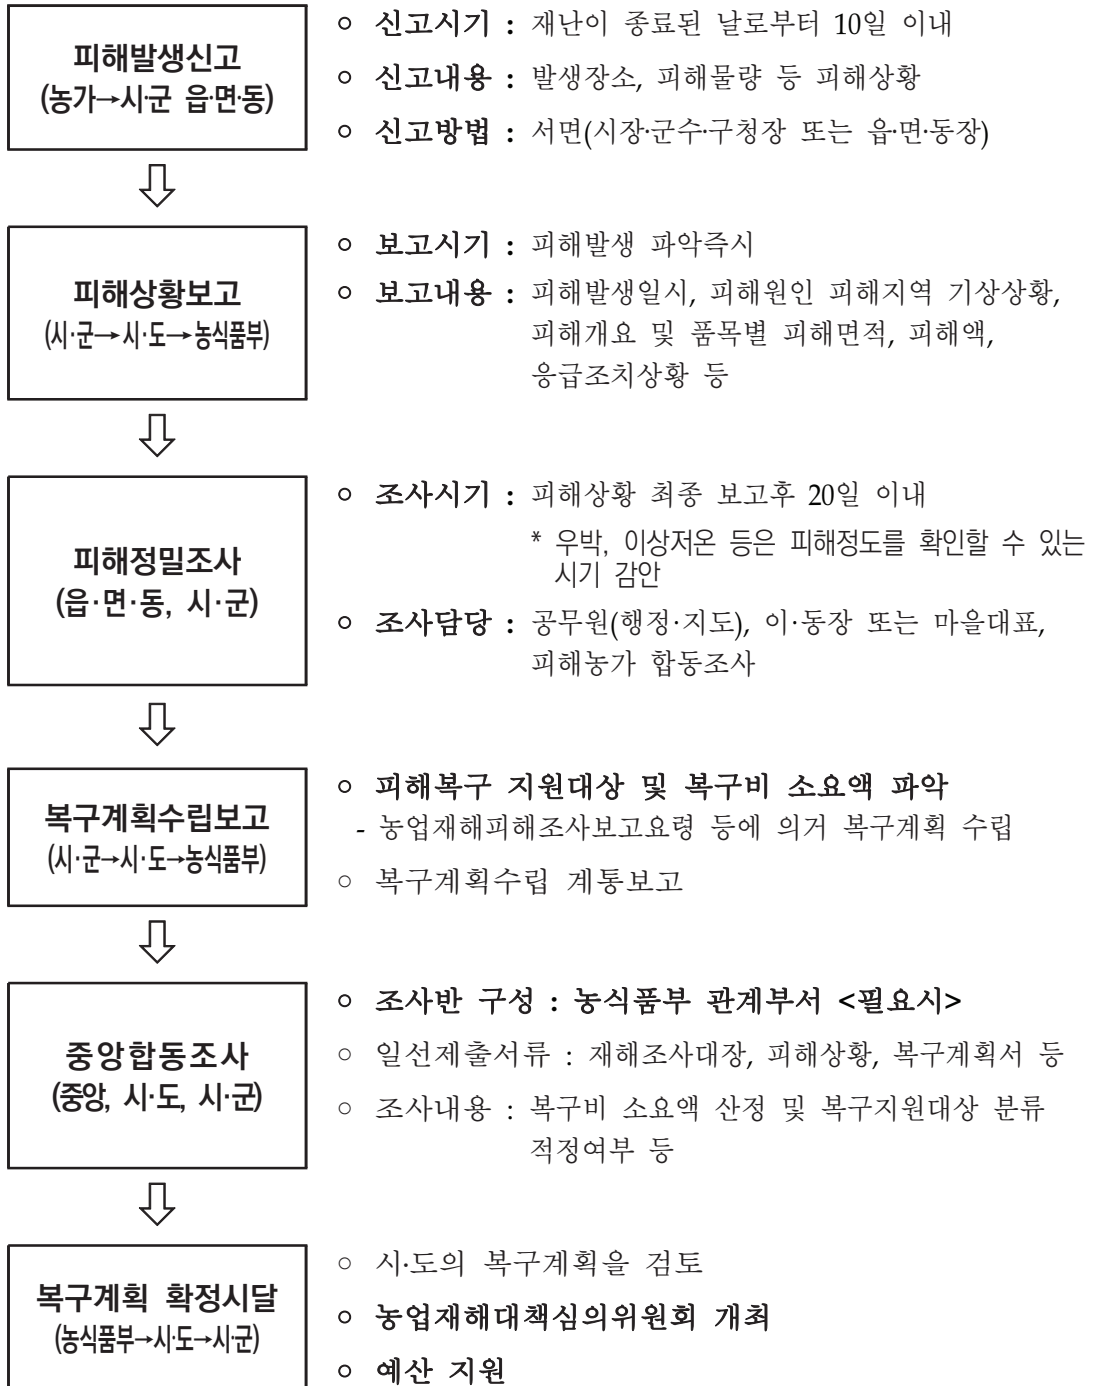 피해발생신고
(농가→시·군 읍·면·동)
○ 신고시기 : 재난이 종료된 날로부터 10일 이내
○ 신고내용 : 발생장소, 피해물량 등 피해상황
○ 신고방법 : 서면(시장·군수·구청장 또는 읍·면·동장)
피해상황보고
(시·군→시·도→농식품부)
○ 보고시기 : 피해발생 파악즉시
○ 보고내용 : 피해발생일시, 피해원인 피해지역 기상상황,
피해개요 및 품목별 피해면적, 피해액,
응급조치상황 등
피해정밀조사
(읍·면·동, 시·군)
○ 조사시기 : 피해상황 최종 보고후 20일 이내
* 우박, 이상저온 등은 피해정도를 확인할 수 있는
시기 감안
○ 조사담당 : 공무원(행정·지도), 이·동장 또는 마을대표,
피해농가 합동조사
복구계획수립보고
(시·군→시·도→농식품부)
○ 피해복구 지원대상 및 복구비 소요액 파악
- 농업재해피해조사보고요령 등에 의거 복구계획 수립
○ 복구계획수립 계통보고
중앙합동조사
(중앙, 시·도, 시·군)
○ 조사반 구성 : 농식품부 관계부서 <필요시>
○ 일선제출서류 : 재해조사대장, 피해상황, 복구계획서 등
○ 조사내용 : 복구비 소요액 산정 및 복구지원대상 분류
적정여부 등
복구계획 확정시달
(농식품부→시·도→시·군)
○ 시·도의 복구계획을 검토
○ 농업재해대책심의위원회 개최
○ 예산 지원